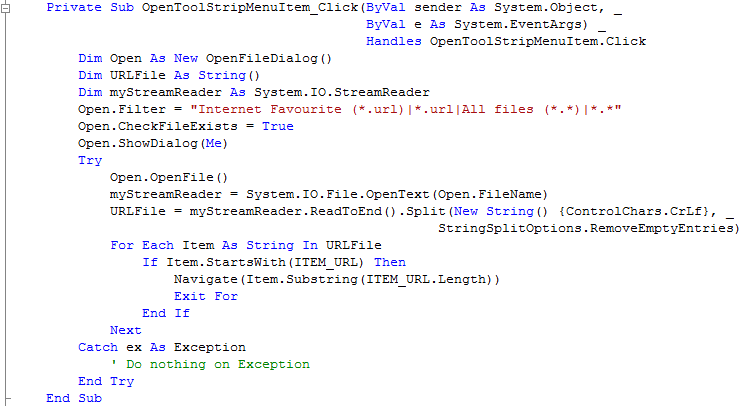 Private Sub OpenToolStripMenuItem_Click(ByVal sender As System.Object, _
                                        ByVal e As System.EventArgs) _
                                        Handles OpenToolStripMenuItem.Click
    Dim Open As New OpenFileDialog()
    Dim URLFile As String()
    Dim myStreamReader As System.IO.StreamReader
    Open.Filter = "Internet Favourite (*.url)|*.url|All files (*.*)|*.*"
    Open.CheckFileExists = True
    Open.ShowDialog(Me)
    Try
        Open.OpenFile()
        myStreamReader = System.IO.File.OpenText(Open.FileName)
        URLFile = myStreamReader.ReadToEnd().Split(New String() {ControlChars.CrLf}, _
                                                 StringSplitOptions.RemoveEmptyEntries)
        For Each Item As String In URLFile
            If Item.StartsWith(ITEM_URL) Then
                Navigate(Item.Substring(ITEM_URL.Length))
                Exit For
            End If
        Next
    Catch ex As Exception
        ' Do nothing on Exception
    End Try
End Sub